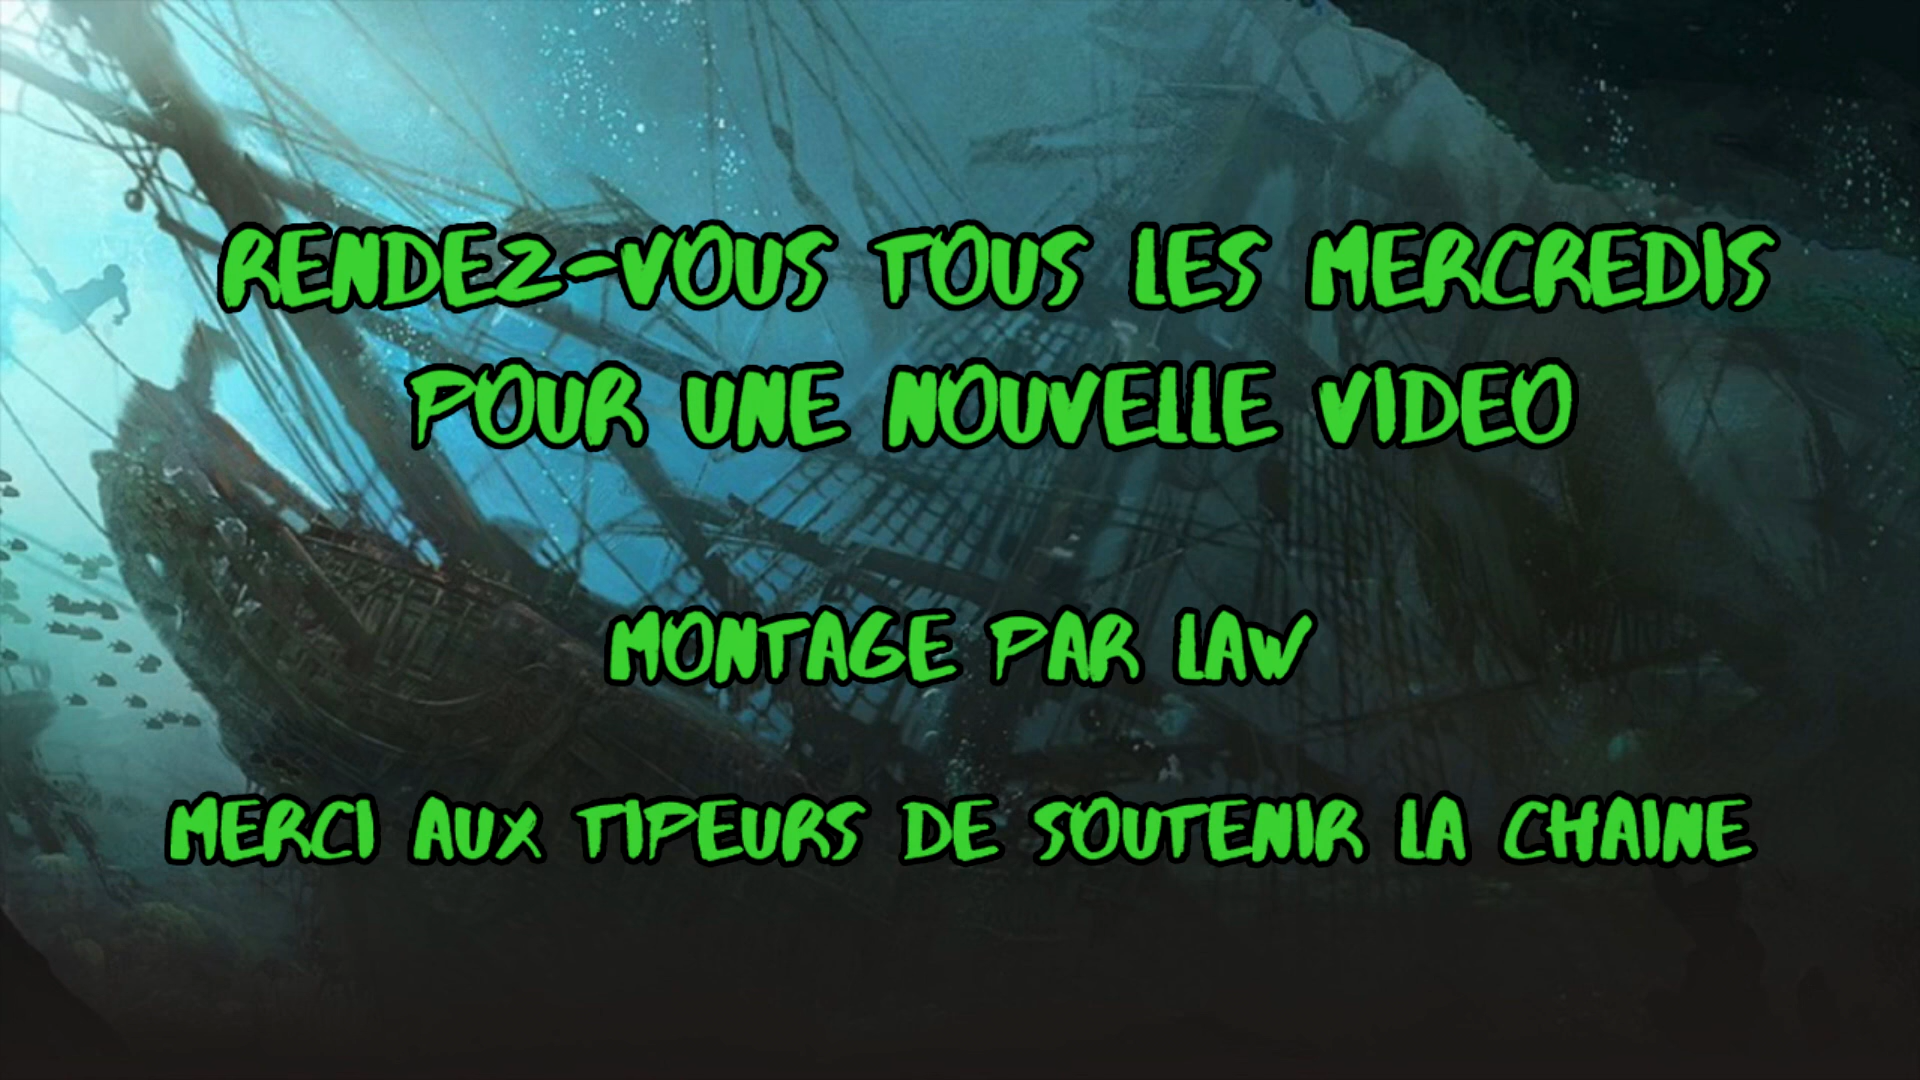 RENDEZ-VOUS TOUS LES MERCREDIS
POUR UNE NOUVELLE VIDEO
MONTAGE PAR LAW
MERCI AUX TIPEURS DE SOUTENIR LA CHAINE